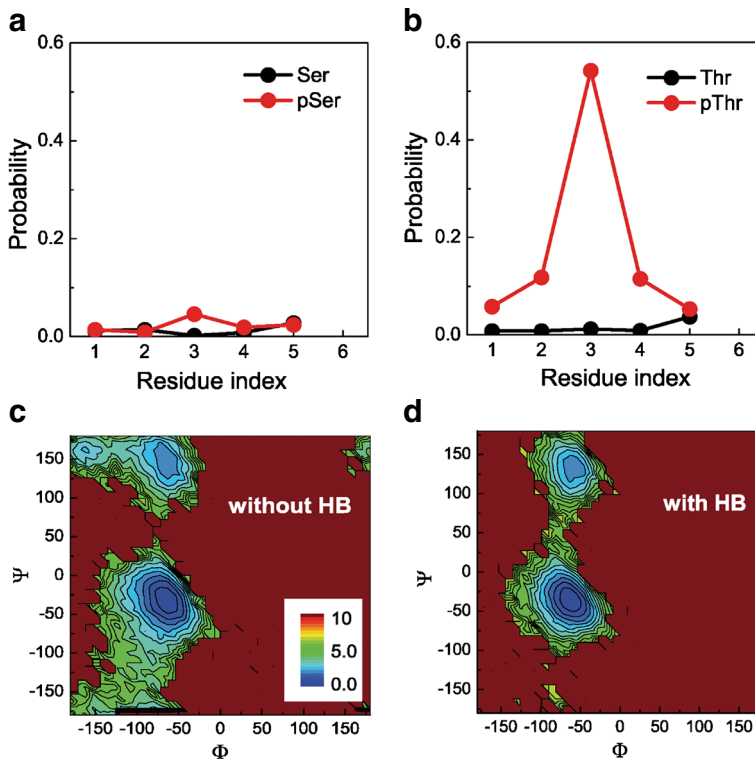 a
0.6
0.4
0.2
0.0
Probability
Ser
pSer
1 2 3 4 5 6
Residue index
b
0.6
0.4
0.2
0.0
Probability
Thr
pThr
1 2 3 4 5 6
Residue index
c
150
100
50
0
-50
-100
-150
Ψ
without HB
10
5.0
0.0
-150 -100 -50 0 50 100 150
Φ
d
150
100
50
0
-50
-100
-150
Ψ
with HB
-150 -100 -50 0 50 100 150
Φ